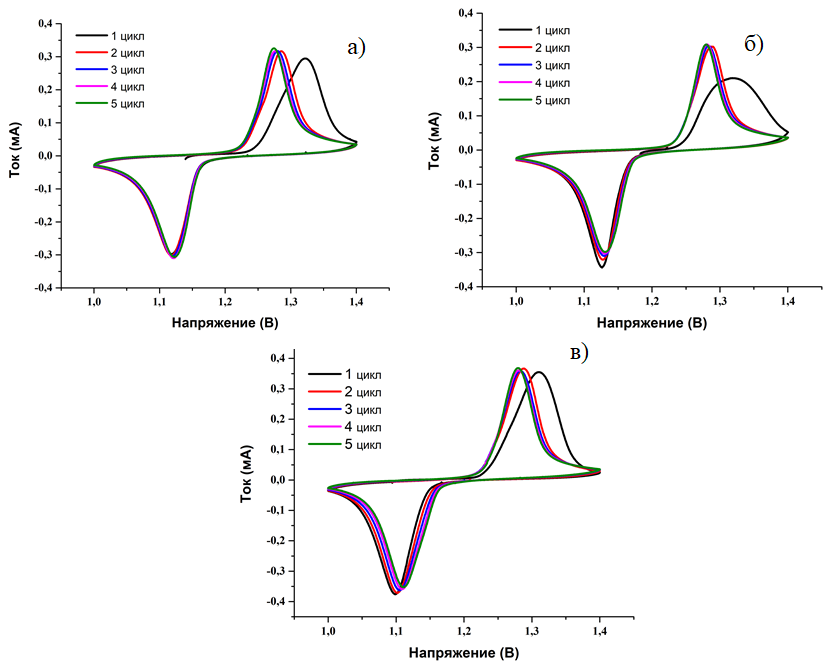 а)
1 цикл
2 цикл
3 цикл
4 цикл
5 цикл
0,4
0,3
0,2
0,1
0,0
-0,1
-0,2
-0,3
-0,4
Ток (мА)
1,0 1,1 1,2 1,3 1,4
Напряжение (В)
б)
1 цикл
2 цикл
3 цикл
4 цикл
5 цикл
0,4
0,3
0,2
0,1
0,0
-0,1
-0,2
-0,3
-0,4
Ток (мА)
1,0 1,1 1,2 1,3 1,4
Напряжение (В)
в)
1 цикл
2 цикл
3 цикл
4 цикл
5 цикл
0,4
0,3
0,2
0,1
0,0
-0,1
-0,2
-0,3
-0,4
Ток (мА)
1,0 1,1 1,2 1,3 1,4
Напряжение (В)